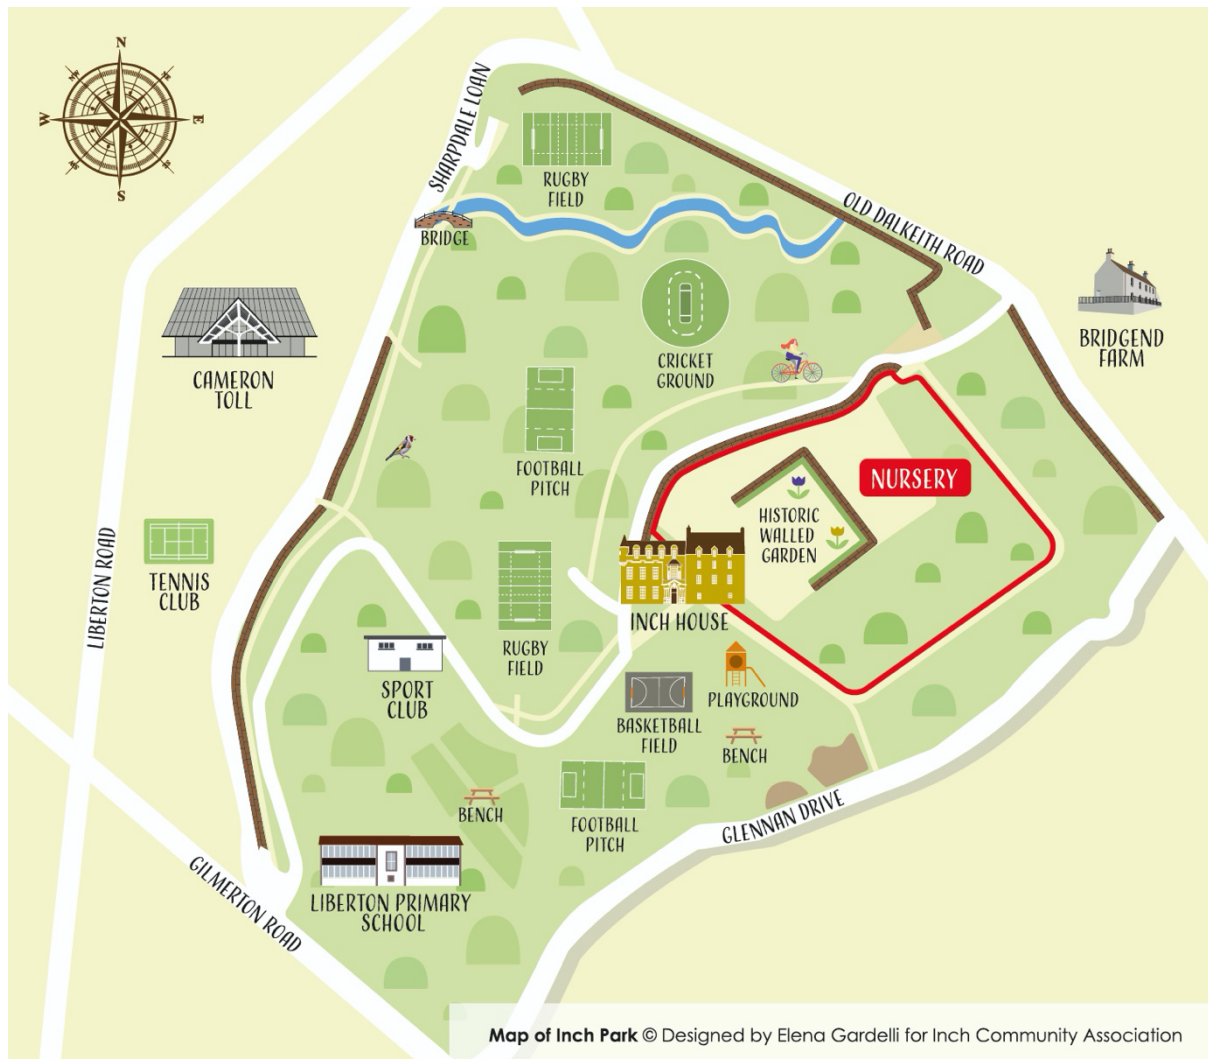 N
W
E
S
SHARPDALE LOAN
RUGBY
FIELD
OLD DALKEITH ROAD
BRIDGE
BRIDGEND
FARM
CAMERON
TOLL
CRICKET
GROUND
FOOTBALL
PITCH
NURSERY
HISTORIC
WALLED
GARDEN
LIBERTON ROAD
TENNIS
CLUB
INCH HOUSE
RUGBY
FIELD
SPORT
CLUB
PLAYGROUND
BASKETBALL
FIELD
BENCH
BENCH
FOOTBALL
PITCH
GLENNAN DRIVE
GILMERTON ROAD
LIBERTON PRIMARY
SCHOOL
Map of Inch Park © Designed by Elena Gardelli for Inch Community Association